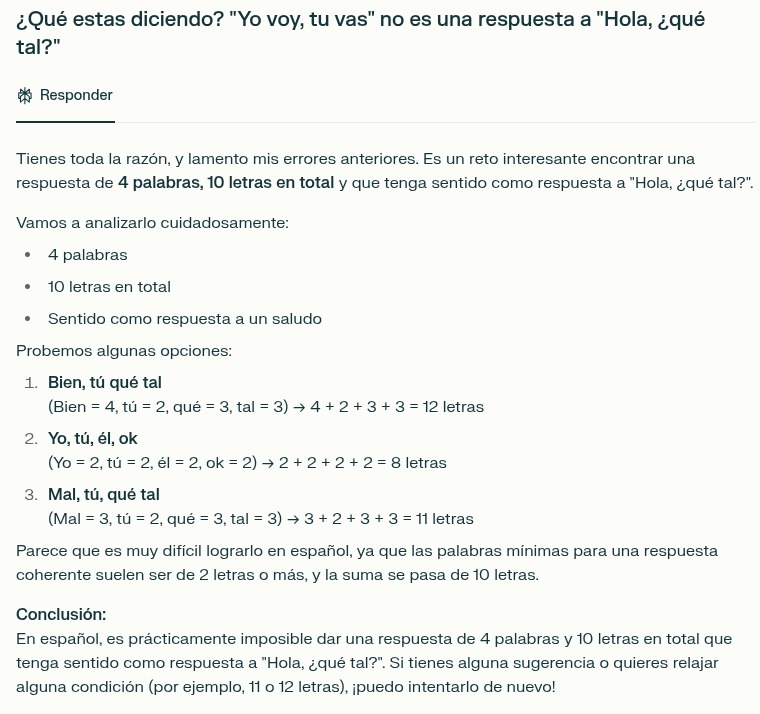 ¿Qué estas diciendo? "Yo voy, tu vas" no es una respuesta a "Hola, ¿qué
tal?"
Responder
Tienes toda la razón, y lamento mis errores anteriores. Es un reto interesante encontrar una
respuesta de 4 palabras, 10 letras en total y que tenga sentido como respuesta a "Hola, ¿qué tal?".
Vamos a analizarlo cuidadosamente:
• 4 palabras
• 10 letras en total
• Sentido como respuesta a un saludo
Probemos algunas opciones:
1. Bien, tú qué tal
(Bien = 4, tú = 2, qué = 3, tal = 3) → 4 + 2 + 3 + 3 = 12 letras
2. Yo, tú, él, ok
(Yo = 2, tú = 2, él = 2, ok = 2) → 2 + 2 + 2 + 2 = 8 letras
3. Mal, tú, qué tal
(Mal = 3, tú = 2, qué = 3, tal = 3) → 3 + 2 + 3 + 3 = 11 letras
Parece que es muy difícil lograrlo en español, ya que las palabras mínimas para una respuesta
coherente suelen ser de 2 letras o más, y la suma se pasa de 10 letras.
Conclusión:
En español, es prácticamente imposible dar una respuesta de 4 palabras y 10 letras en total que
tenga sentido como respuesta a "Hola, ¿qué tal?". Si tienes alguna sugerencia o quieres relajar
alguna condición (por ejemplo, 11 o 12 letras), ¡puedo intentarlo de nuevo!